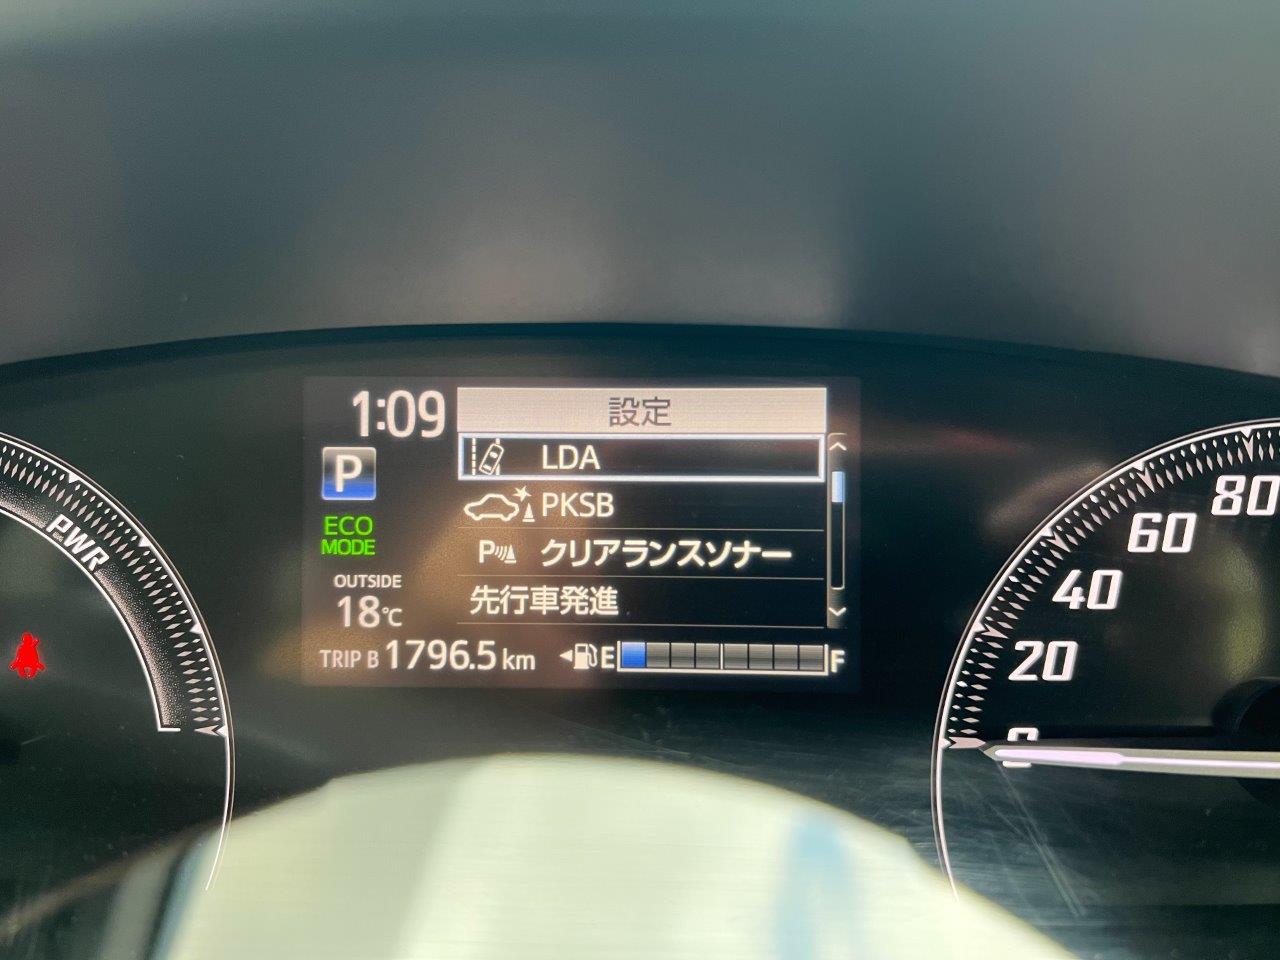 1:09
設定
LDA
P
PKSB
ECO
MODE
P クリアランスソナー
OUTSIDE
18℃
先行車発進
TRIP B 1796.5 km
E F
PWR
80
60
40
20
0